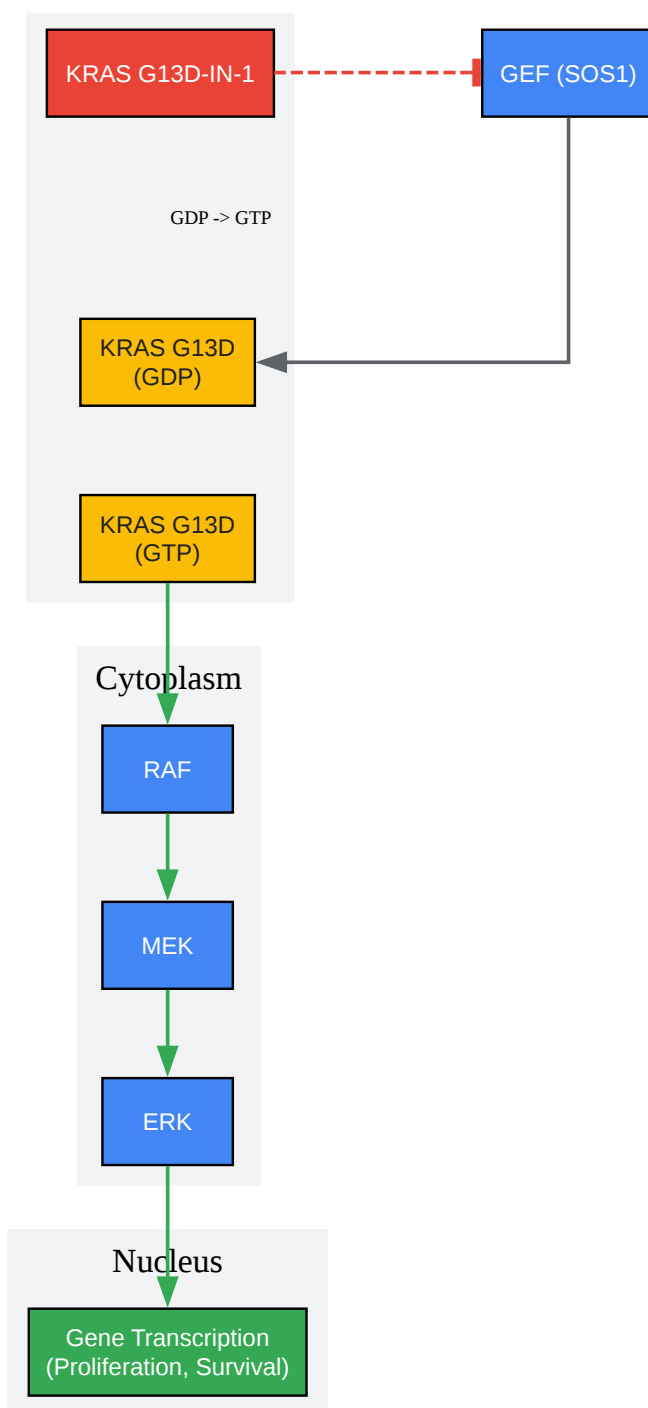 KRAS G13D-IN-1
GEF (SOS1)
GDP -> GTP
KRAS G13D
(GDP)
KRAS G13D
(GTP)
Cytoplasm
RAF
MEK
ERK
Nucleus
Gene Transcription
(Proliferation, Survival)